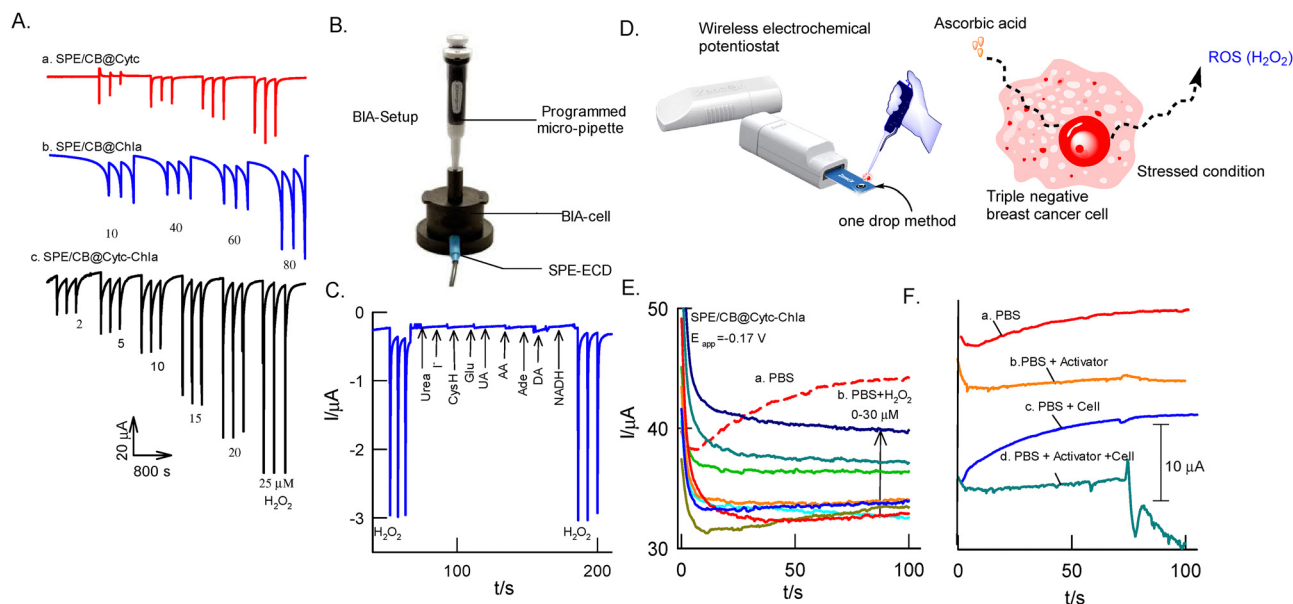 A.
a. SPE/CB@Cytc
b. SPE/CB@Chla
10
40
60
80
c. SPE/CB@Cytc-Chla
2
5
10
15
20
25 µM
H2O2
20 µA
800 s
B.
BIA-Setup
Programmed
micro-pipette
BIA-cell
SPE-ECD
C.
I/µA
0
−1
−2
−3
H2O2
Urea
I-
CysH
Glu
UA
AA
Ade
DA
NADH
H2O2
100
200
t/s
D.
Wireless electrochemical
potentiostat
one drop method
Ascorbic acid
ROS (H2O2)
Stressed condition
Triple negative
breast cancer cell
E.
I/µA
50
40
30
SPE/CB@Cytc-Chla
E app=-0.17 V
a. PBS
b. PBS+H2O2
0-30 µM
0
50
100
t/s
F.
a. PBS
b.PBS + Activator
c. PBS + Cell
d. PBS + Activator +Cell
10 µA
0
50
100
t/s